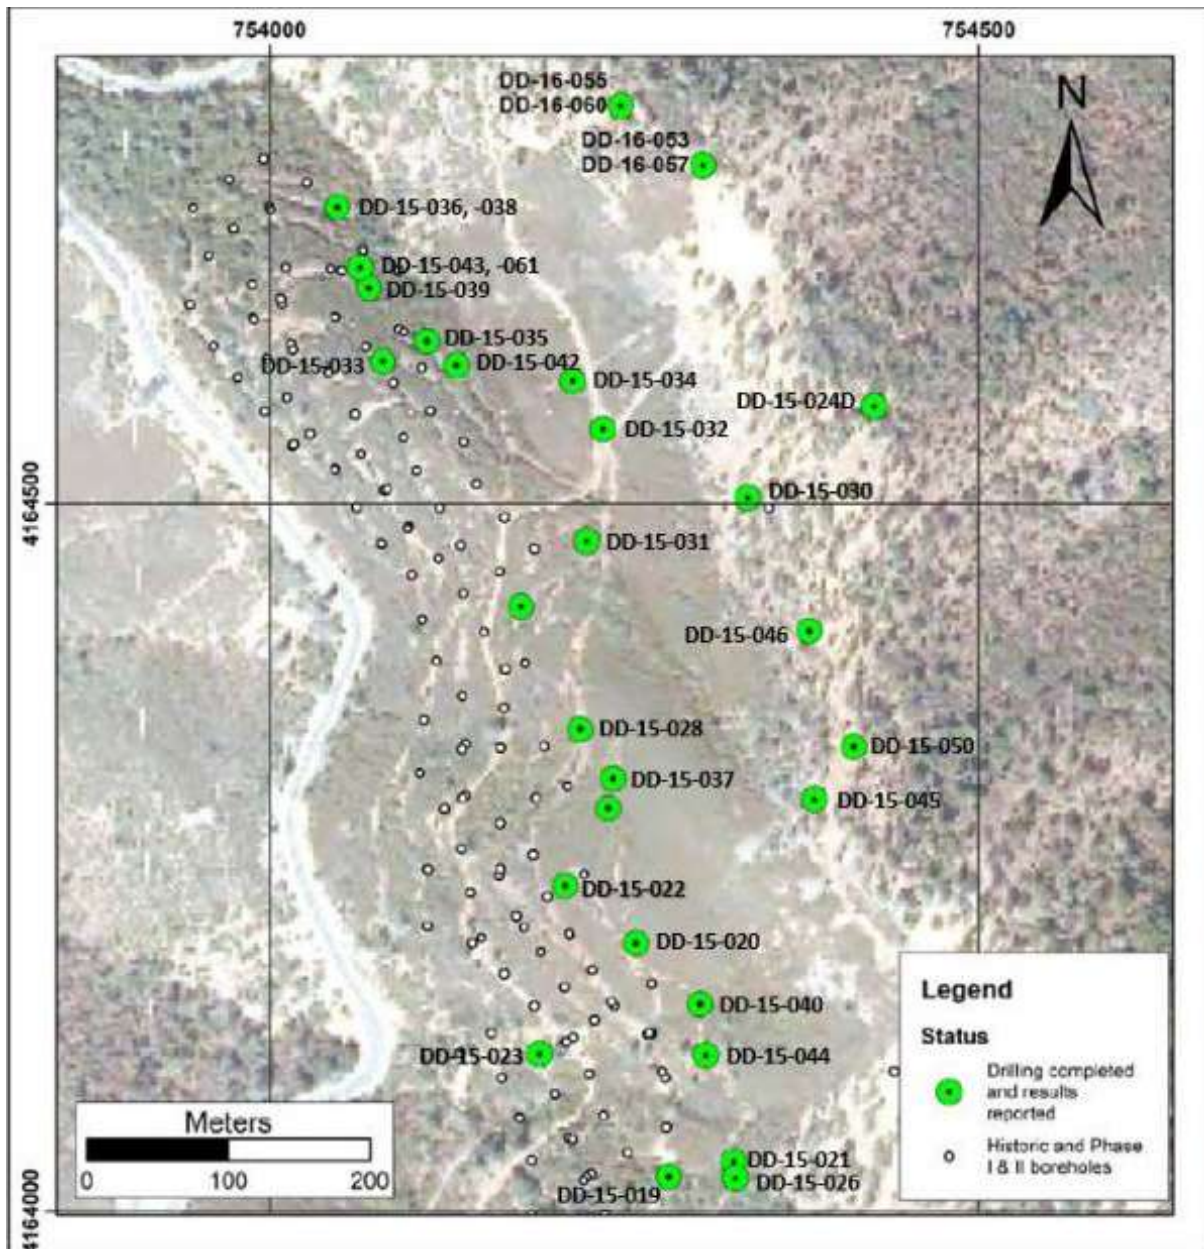 754000
754500
DD-16-055
DD-16-060
N
DD-16-053
DD-16-057
DD-15-036, -038
DD-15-043, -061
DD-15-039
DD-15-035
DD-15-033
DD-15-042
DD-15-034
DD-15-024D
DD-15-032
4164500
DD-15-030
DD-15-031
DD-15-046
DD-15-028
DD-15-050
DD-15-037
DD-15-045
DD-15-022
DD-15-020
DD-15-040
DD-15-023
DD-15-044
DD-15-021
DD-15-026
DD-15-019
Legend
Status
Drilling completed
and results
reported
Historic and Phase
I & II boreholes
Meters
0 100 200
4164000